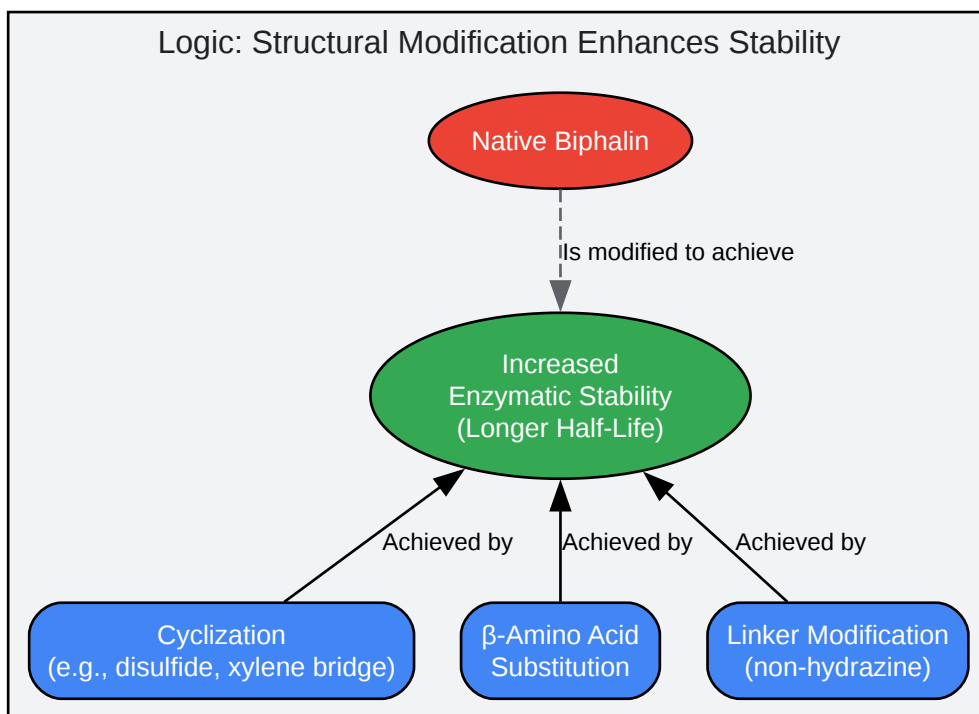 Logic: Structural Modification Enhances Stability
Native Biphalin
Is modified to achieve
Increased
Enzymatic Stability
(Longer Half-Life)
Achieved by
Achieved by
Achieved by
Cyclization
(e.g., disulfide, xylene bridge)
β-Amino Acid
Substitution
Linker Modification
(non-hydrazine)